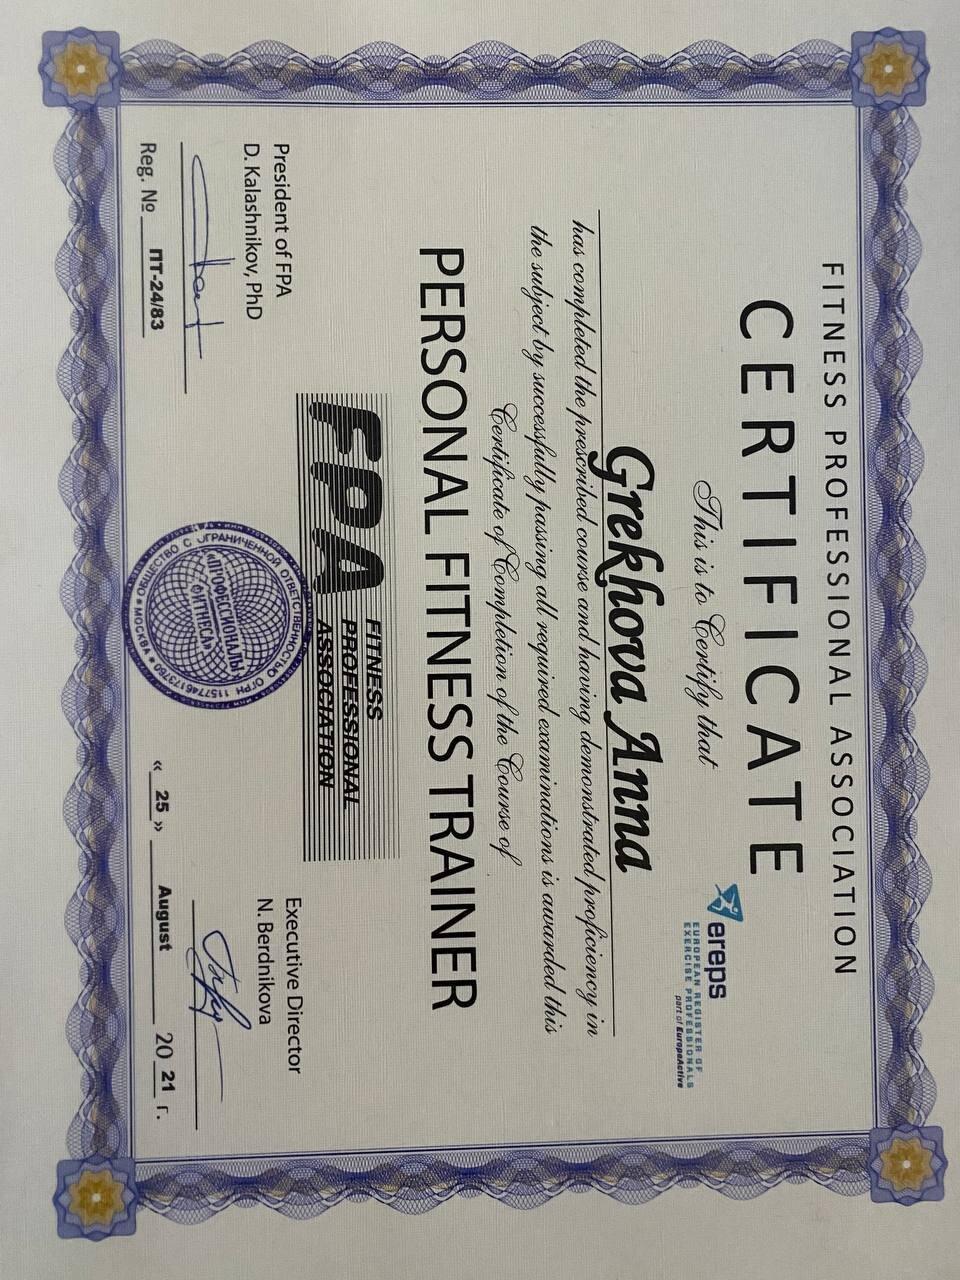 FITNESS PROFESSIONAL ASSOCIATION
CERTIFICATE
ereps
EUROPEAN REGISTER OF
EXERCISE PROFESSIONALS
part of EuropeActive
This is to Certify that
Grekhova Anna
has completed the prescribed course and having demonstrated proficiency in
the subject by successfully passing all required examinations is awarded this
Certificate of Completion of the Course of
PERSONAL FITNESS TRAINER
FPA
FITNESS
PROFESSIONAL
ASSOCIATION
President of FPA
D. Kalashnikov, PhD
Reg. № ПТ-24/83
ОБЩЕСТВО С ОГРАНИЧЕННОЙ ОТВЕТСТВЕННОСТЬЮ ОГРН 1157746173780 * МОСКВА *
«ПРОФЕССИОНАЛЫ
ФИТНЕСА»
Executive Director
N. Berdnikova
« 25 » August 20 21 г.